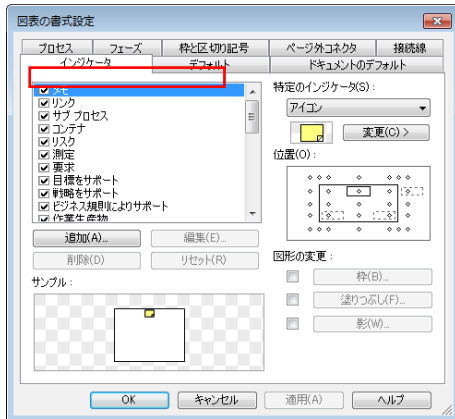 図表の書式設定
プロセス
フェーズ
枠と区切り記号
ページ外コネクタ
接続線
インジケータ
デフォルト
ドキュメントのデフォルト
メモ
リンク
サブ プロセス
コンテナ
リスク
測定
要求
目標をサポート
戦略をサポート
ビジネス規則によりサポート
作業生産物
追加(A)...
編集(E)...
削除(D)
リセット(R)
サンプル:
特定のインジケータ(S):
アイコン
変更(G) >
位置(O):
図形の変更:
枠(B)...
塗りつぶし(F)...
影(W)...
OK
キャンセル
適用(A)
ヘルプ